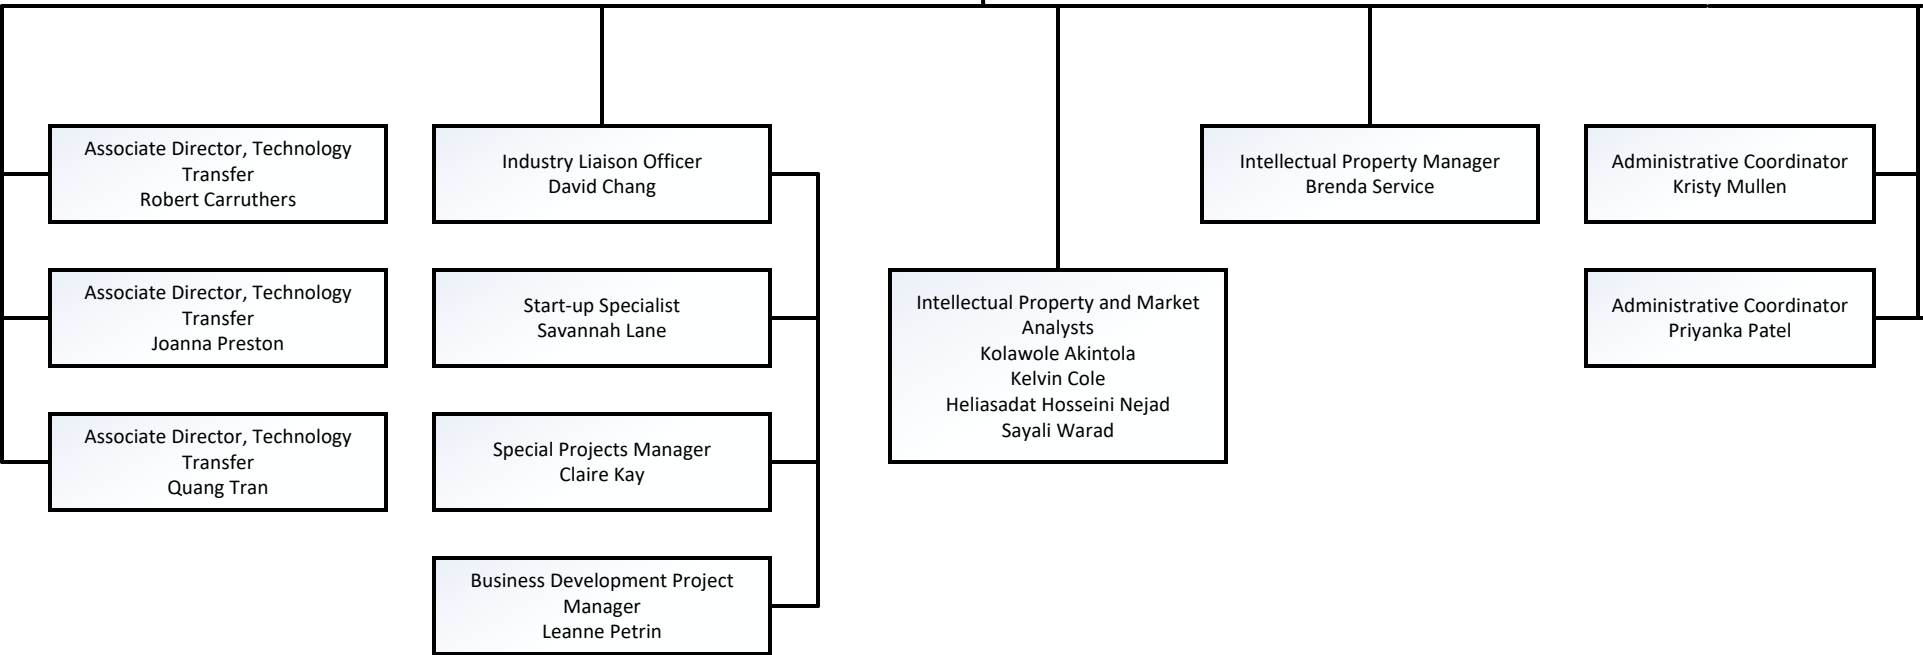 Associate Director, Technology
Transfer
Robert Carruthers
Associate Director, Technology
Transfer
Joanna Preston
Associate Director, Technology
Transfer
Quang Tran
Industry Liaison Officer
David Chang
Start-up Specialist
Savannah Lane
Special Projects Manager
Claire Kay
Business Development Project
Manager
Leanne Petrin
Intellectual Property and Market
Analysts
Kolawole Akintola
Kelvin Cole
Heliasadat Hosseini Nejad
Sayali Warad
Intellectual Property Manager
Brenda Service
Administrative Coordinator
Kristy Mullen
Administrative Coordinator
Priyanka Patel